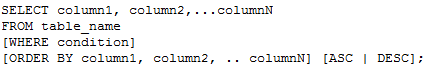 SELECT column1, column2,...columnN
FROM table_name
[WHERE condition]
[ORDER BY column1, column2, .. columnN] [ASC | DESC];